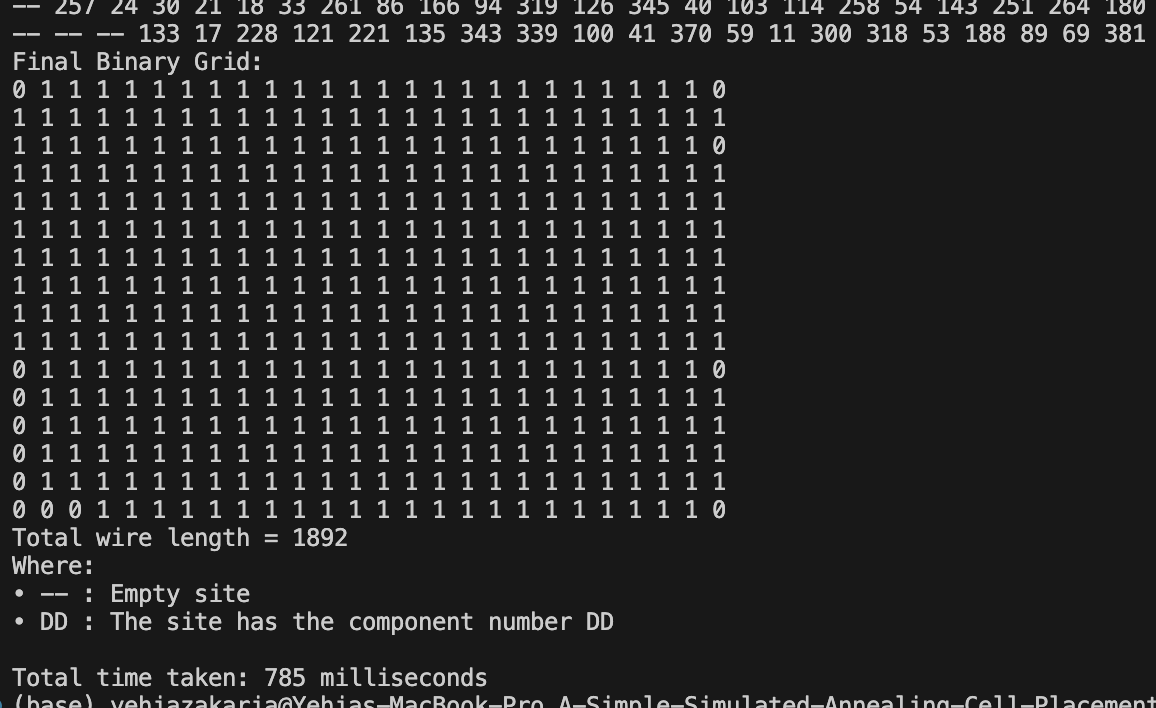 -- 257 24 30 21 18 33 261 86 166 94 319 126 345 40 103 114 258 54 143 251 264 180
-- -- -- 133 17 228 121 221 135 343 339 100 41 370 59 11 300 318 53 188 89 69 381
Final Binary Grid:
0 1 1 1 1 1 1 1 1 1 1 1 1 1 1 1 1 1 1 1 1 1 1 1 1 0
1 1 1 1 1 1 1 1 1 1 1 1 1 1 1 1 1 1 1 1 1 1 1 1 1 1
1 1 1 1 1 1 1 1 1 1 1 1 1 1 1 1 1 1 1 1 1 1 1 1 1 0
1 1 1 1 1 1 1 1 1 1 1 1 1 1 1 1 1 1 1 1 1 1 1 1 1 1
1 1 1 1 1 1 1 1 1 1 1 1 1 1 1 1 1 1 1 1 1 1 1 1 1 1
1 1 1 1 1 1 1 1 1 1 1 1 1 1 1 1 1 1 1 1 1 1 1 1 1 1
1 1 1 1 1 1 1 1 1 1 1 1 1 1 1 1 1 1 1 1 1 1 1 1 1 1
1 1 1 1 1 1 1 1 1 1 1 1 1 1 1 1 1 1 1 1 1 1 1 1 1 1
1 1 1 1 1 1 1 1 1 1 1 1 1 1 1 1 1 1 1 1 1 1 1 1 1 1
1 1 1 1 1 1 1 1 1 1 1 1 1 1 1 1 1 1 1 1 1 1 1 1 1 1
0 1 1 1 1 1 1 1 1 1 1 1 1 1 1 1 1 1 1 1 1 1 1 1 1 0
0 1 1 1 1 1 1 1 1 1 1 1 1 1 1 1 1 1 1 1 1 1 1 1 1 1
0 1 1 1 1 1 1 1 1 1 1 1 1 1 1 1 1 1 1 1 1 1 1 1 1 1
0 1 1 1 1 1 1 1 1 1 1 1 1 1 1 1 1 1 1 1 1 1 1 1 1 1
0 1 1 1 1 1 1 1 1 1 1 1 1 1 1 1 1 1 1 1 1 1 1 1 1 1
0 0 0 1 1 1 1 1 1 1 1 1 1 1 1 1 1 1 1 1 1 1 1 1 1 0
Total wire length = 1892
Where:
• -- : Empty site
• DD : The site has the component number DD
Total time taken: 785 milliseconds
(base) yehiazakaria@Yehias-MacBook-Pro A-Simple-Simulated-Annealing-Cell-Placement